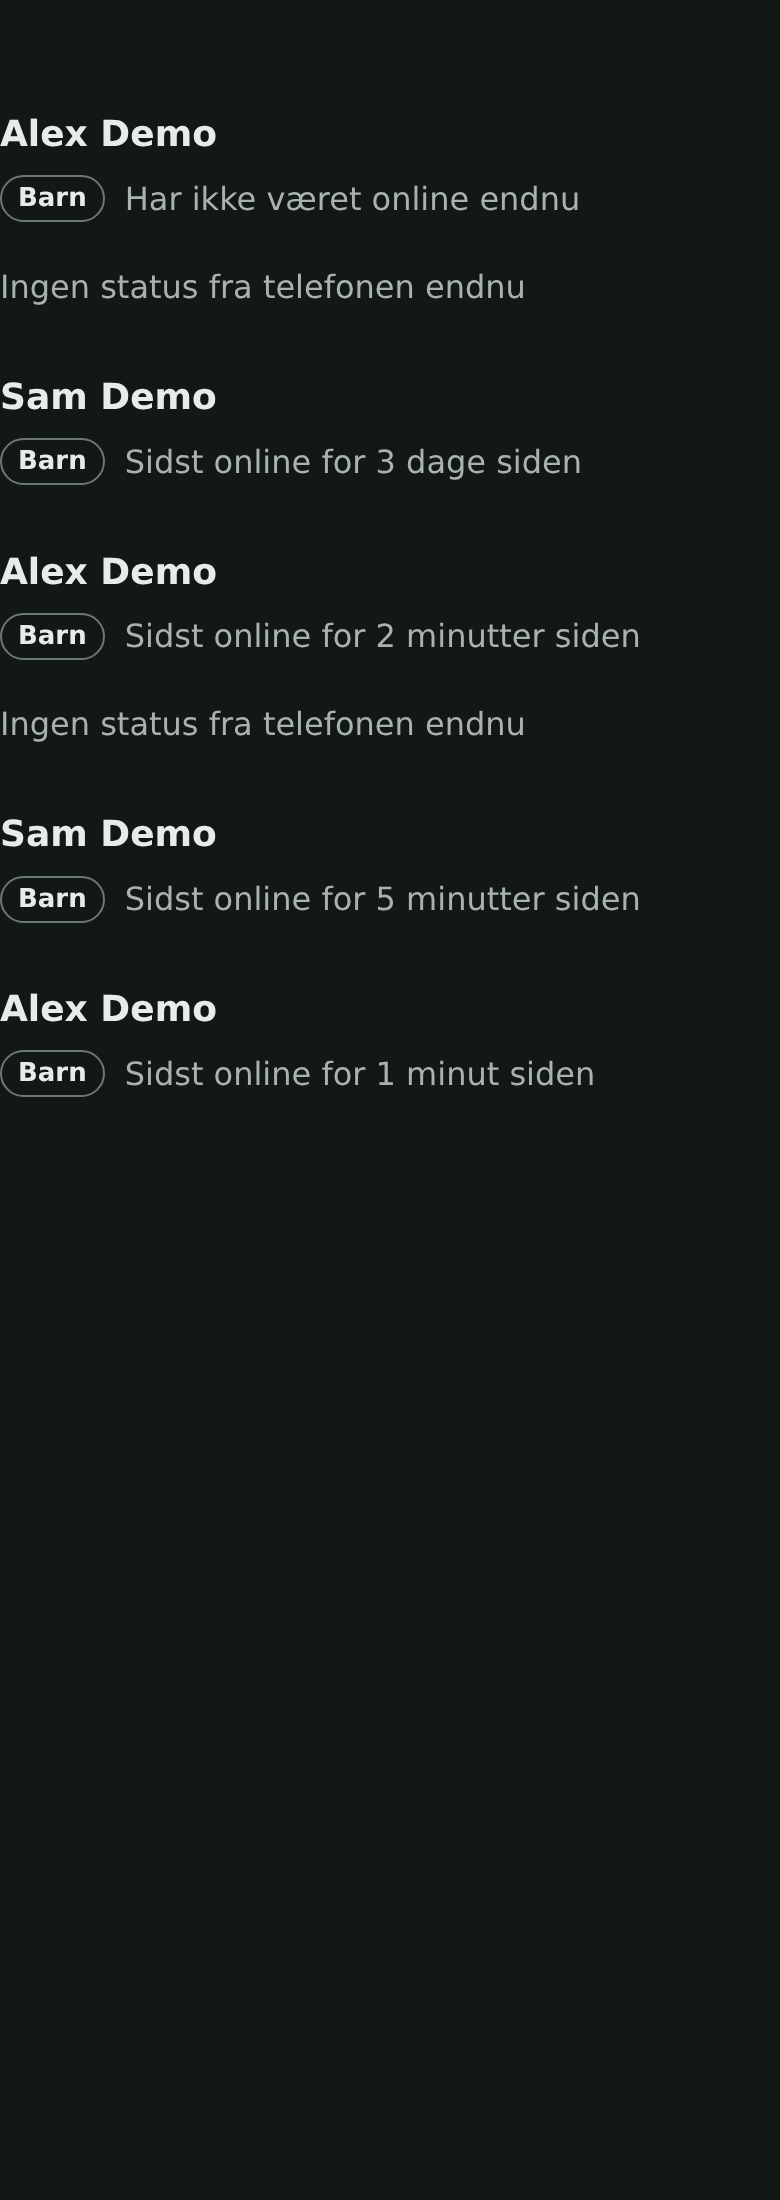 Alex Demo
Barn Har ikke været online endnu
Ingen status fra telefonen endnu
Sam Demo
Barn Sidst online for 3 dage siden
Alex Demo
Barn Sidst online for 2 minutter siden
Ingen status fra telefonen endnu
Sam Demo
Barn Sidst online for 5 minutter siden
Alex Demo
Barn Sidst online for 1 minut siden